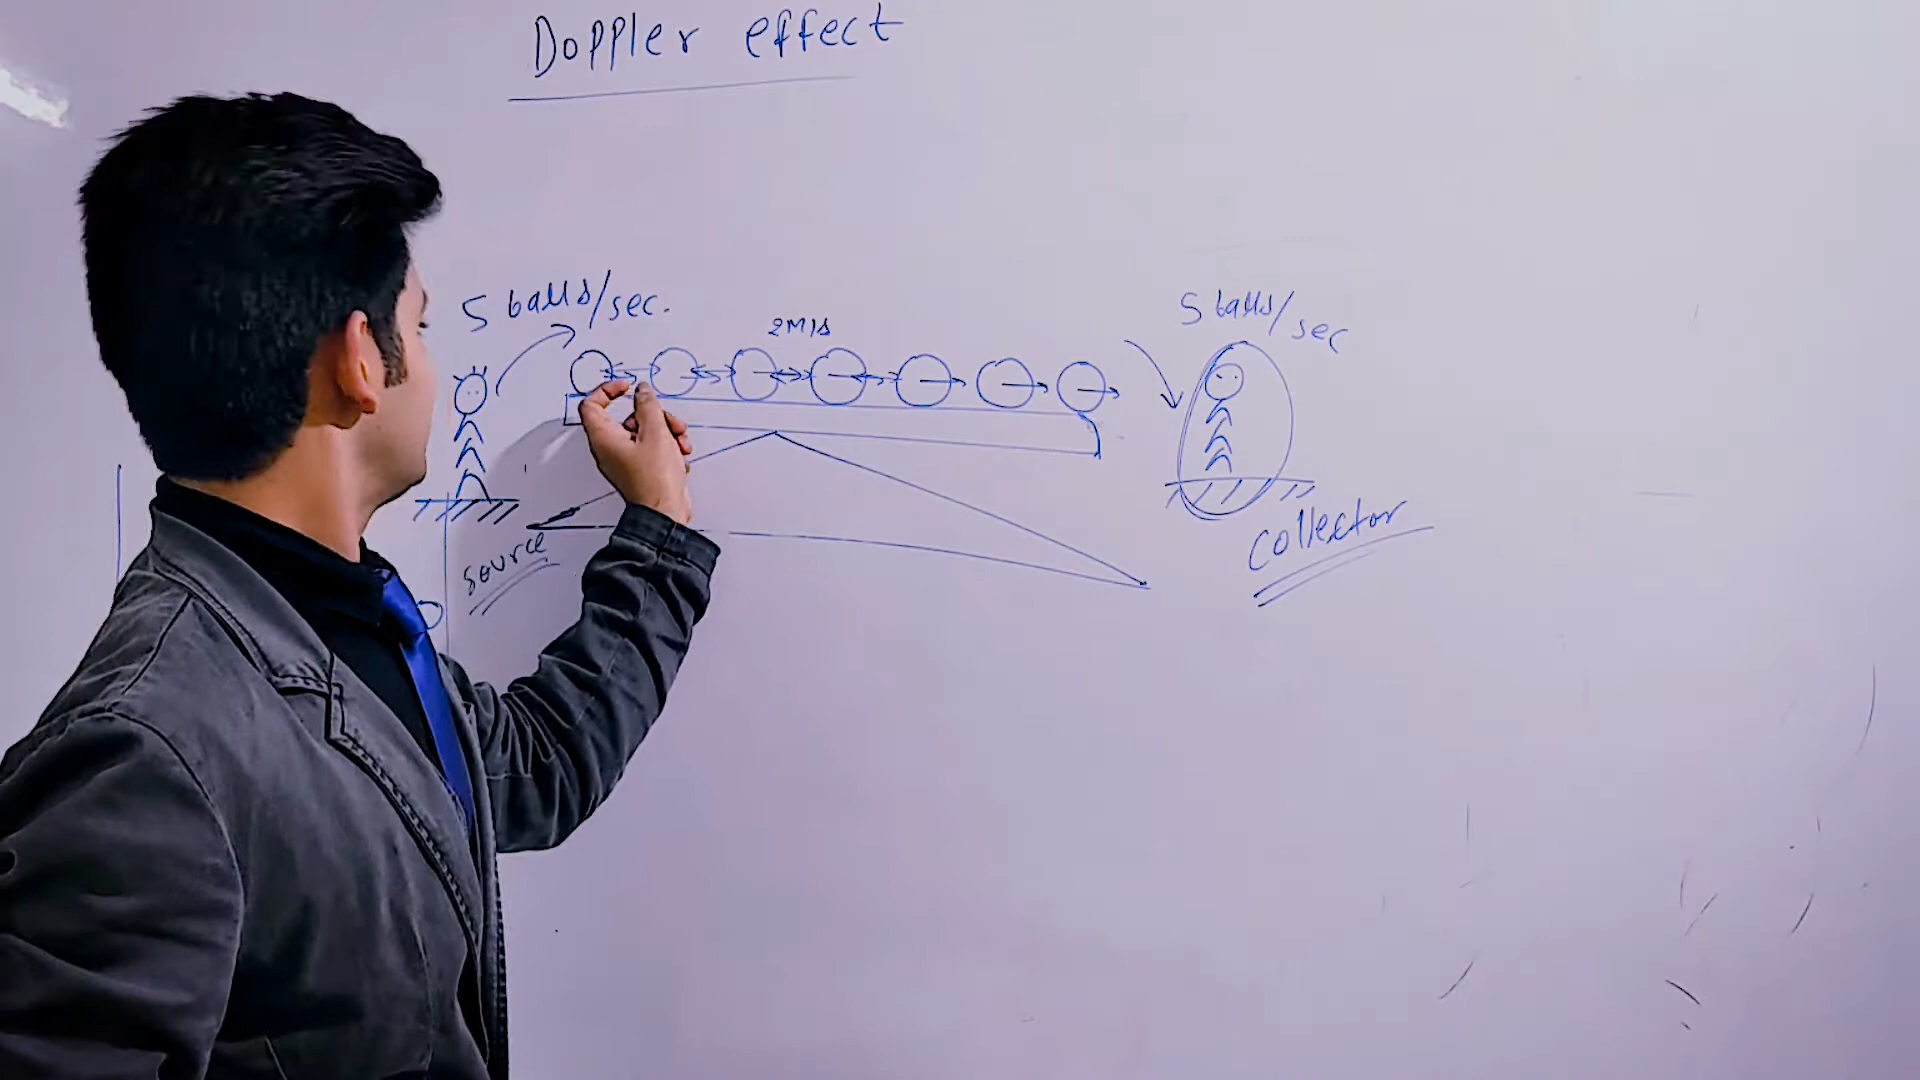 Doppler effect
5 balls/sec.
2M/s
5 balls/
sec
source
collector